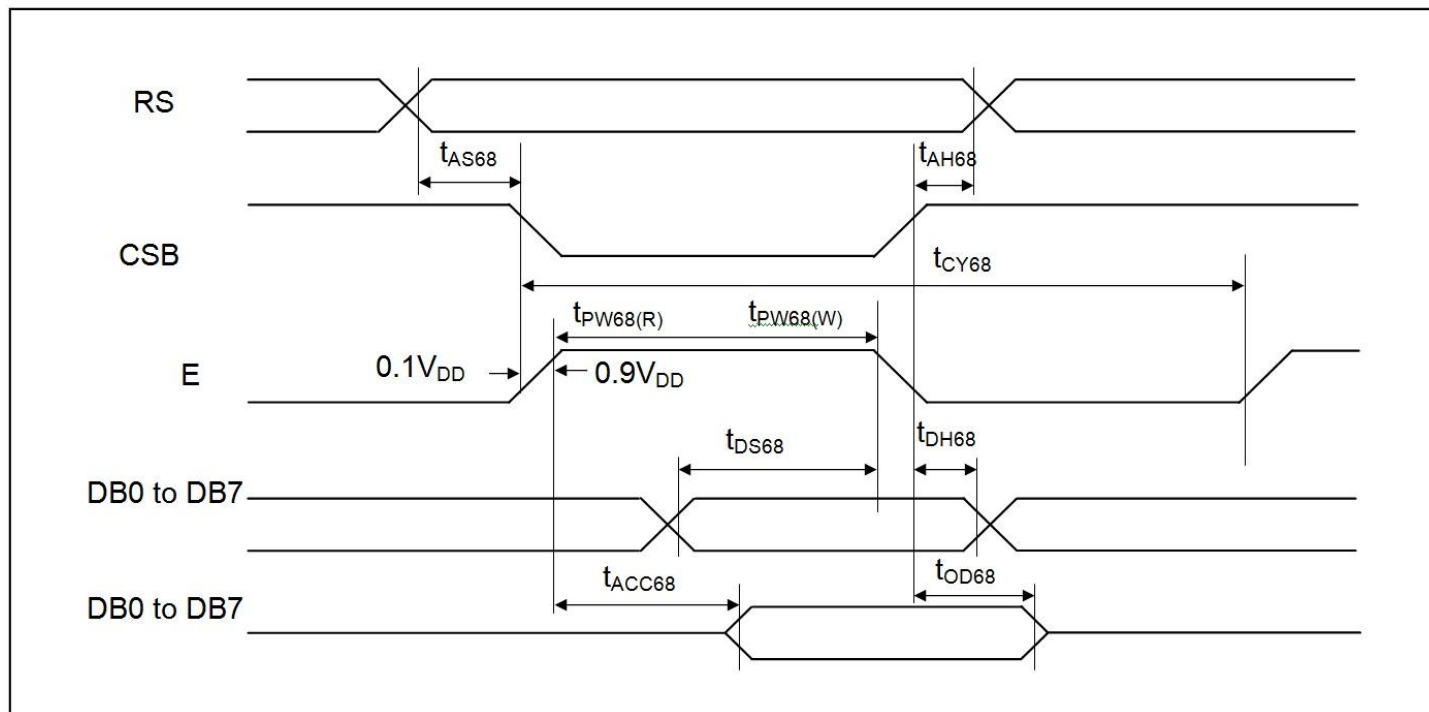 RS
tAS68
tAH68
CSB
tCY68
tPW68(R)
tPW68(W)
0.1VDD
E
0.9VDD
tDS68
tDH68
DB0 to DB7
tACC68
tOD68
DB0 to DB7